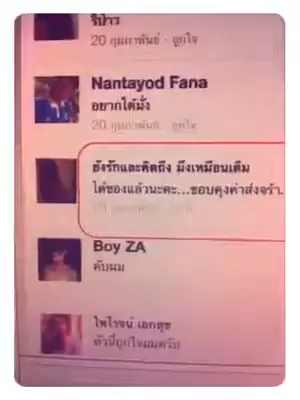 รึป่าว
20 กุมภาพันธ์ · ถูกใจ
Nantayod Fana
อยากได้มั่ง
20 กุมภาพันธ์ · ถูกใจ
ยังรักและคิดถึง มึงเหมือนเดิม
ได้ของแล้วนะคะ...ขอบคุงค่าส่งจร้า.
Boy ZA
คับผม
ไพโรจน์ เอกสุข
ตัวนี้ถูกใจผมครับ